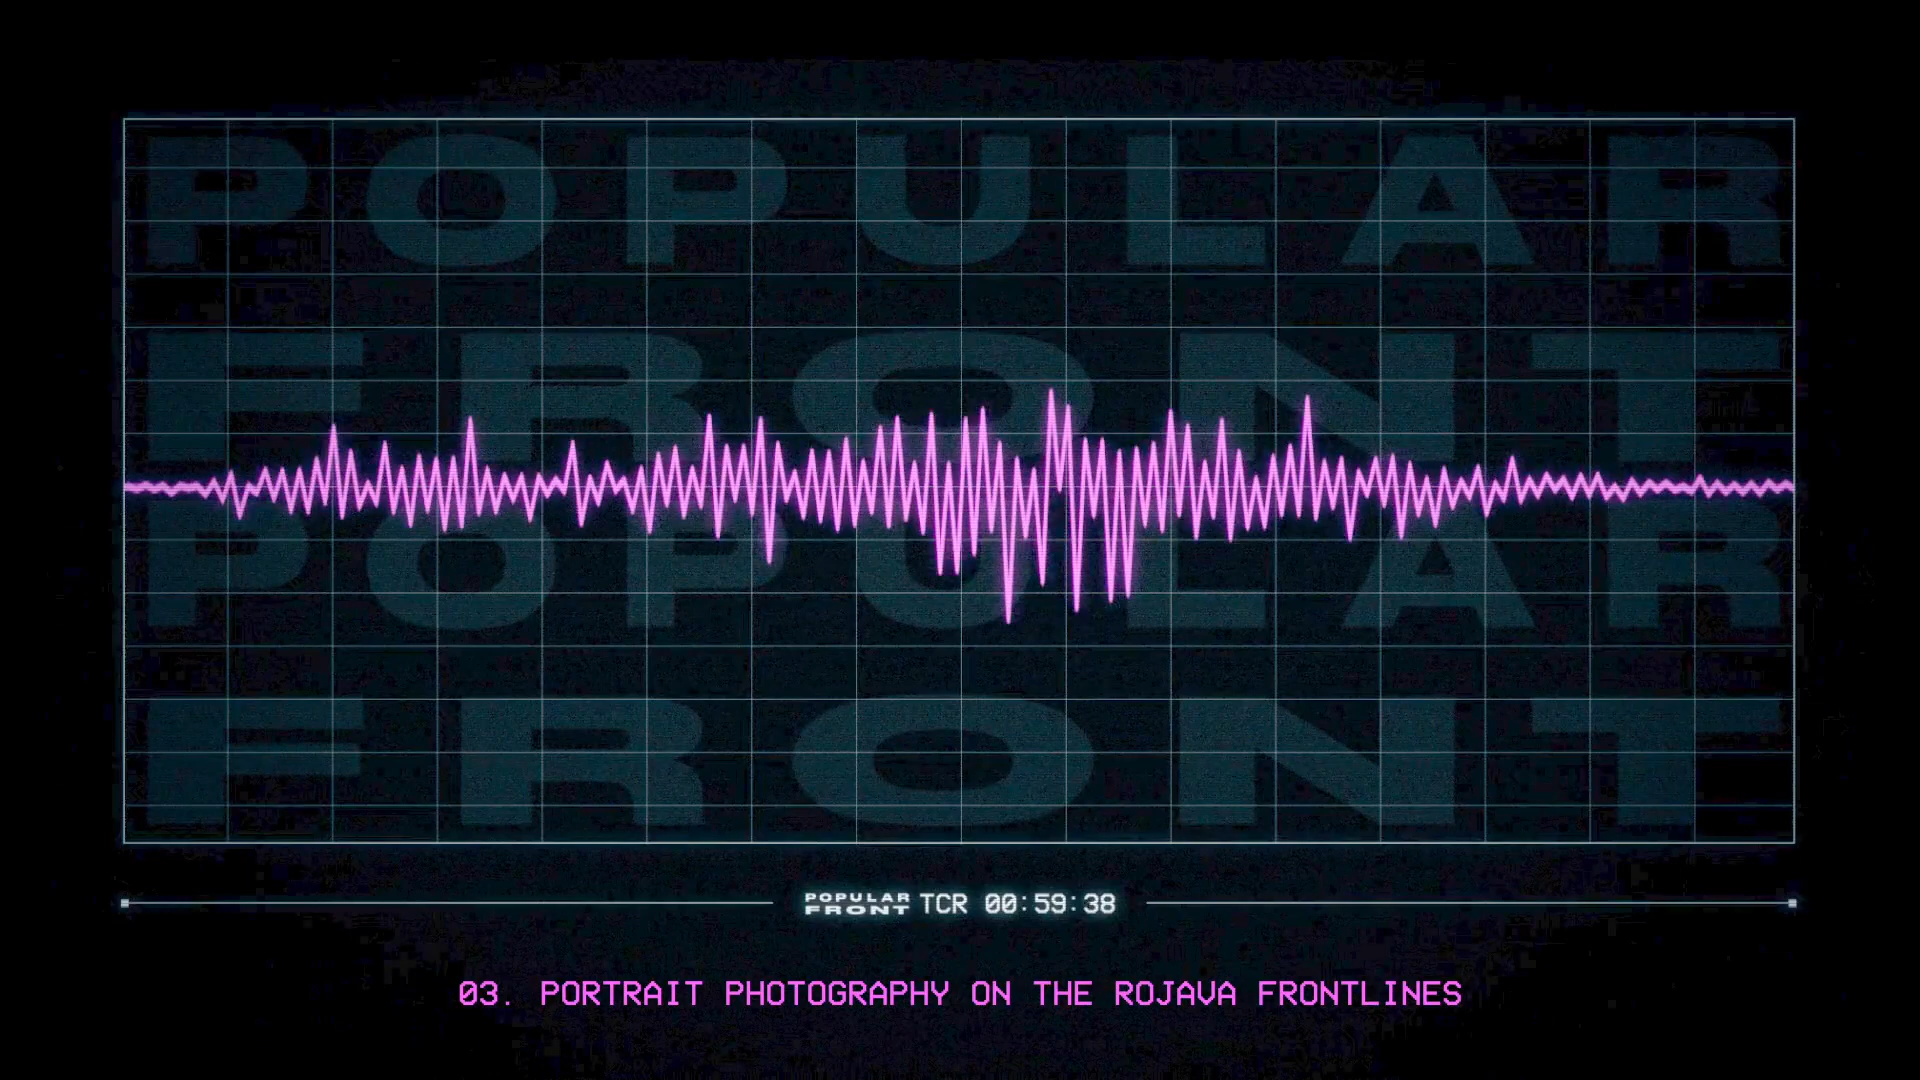 POPULAR
FRONT
POPULAR
FRONT
POPULAR
FRONT
TCR 00:59:38
03. PORTRAIT PHOTOGRAPHY ON THE ROJAVA FRONTLINES